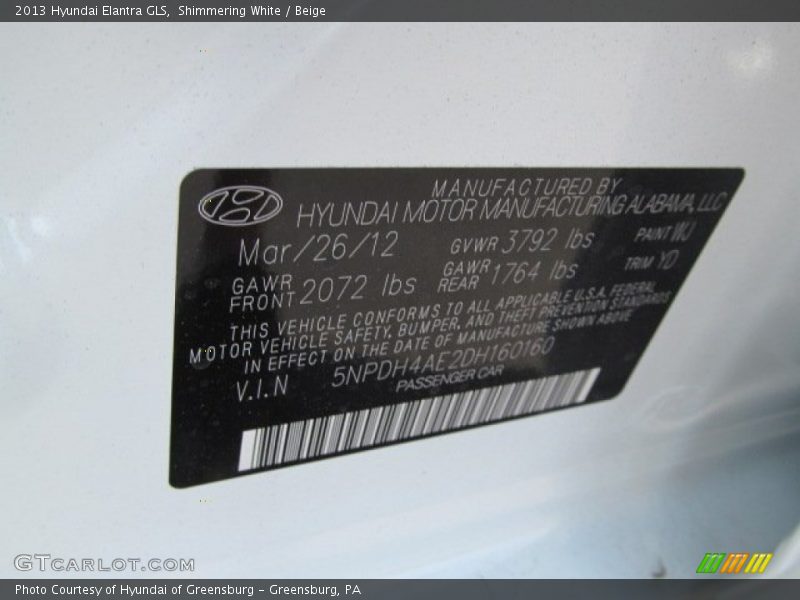 2013 Hyundai Elantra GLS, Shimmering White / Beige
MANUFACTURED BY
HYUNDAI MOTOR MANUFACTURING ALABAMA, LLC
Mar/26/12 GVWR 3792 lbs PAINT WJ
GAWR FRONT 2072 lbs GAWR REAR 1764 lbs TRIM YD
THIS VEHICLE CONFORMS TO ALL APPLICABLE U.S.A. FEDERAL
MOTOR VEHICLE SAFETY, BUMPER, AND THEFT PREVENTION STANDARDS
IN EFFECT ON THE DATE OF MANUFACTURE SHOWN ABOVE
V.I.N 5NPDH4AE2DH160160
PASSENGER CAR
GTCARLOT.COM
Photo Courtesy of Hyundai of Greensburg - Greensburg, PA